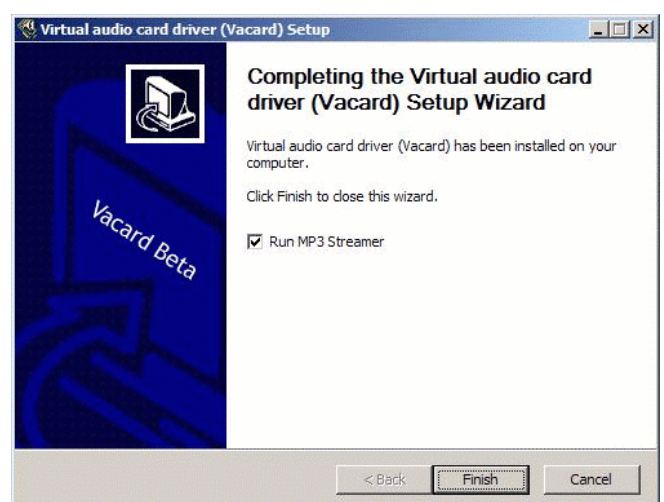 Virtual audio card driver (Vacard) Setup
Completing the Virtual audio card
driver (Vacard) Setup Wizard
Virtual audio card driver (Vacard) has been installed on your
computer.
Click Finish to close this wizard.
Run MP3 Streamer
Vacard Beta
< Back
Finish
Cancel